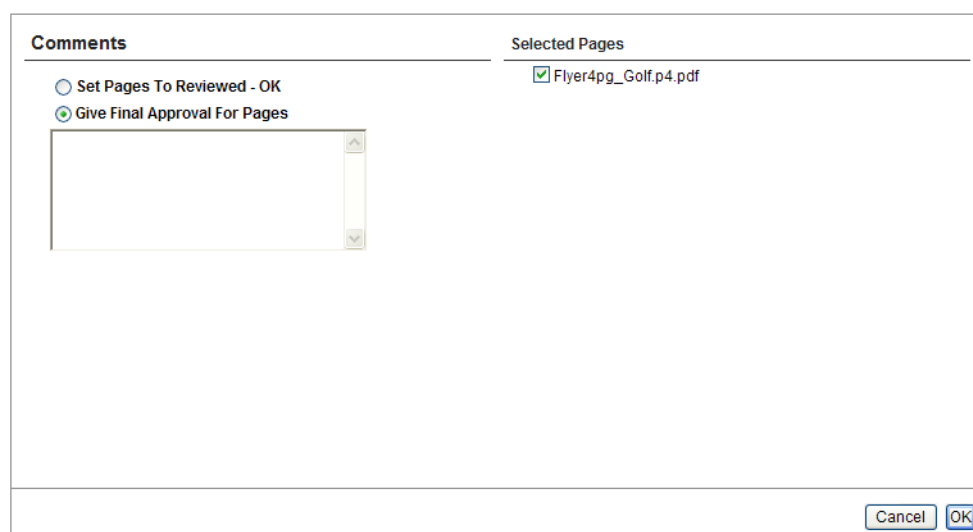 Comments
Set Pages To Reviewed - OK
Give Final Approval For Pages
Selected Pages
Flyer4pg_Golf.p4.pdf
Cancel
OK